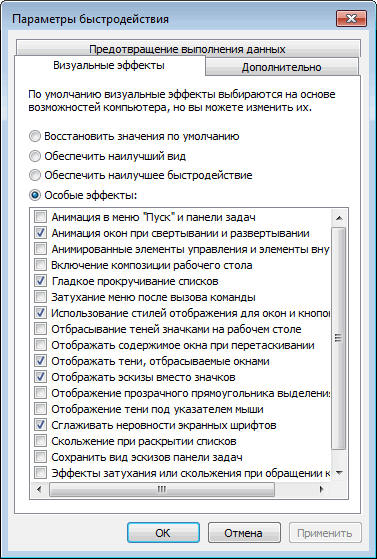 Параметры быстродействия
Предотвращение выполнения данных
Визуальные эффекты
Дополнительно
По умолчанию визуальные эффекты выбираются на основе
возможностей компьютера, но вы можете изменить их.
Восстановить значения по умолчанию
Обеспечить наилучший вид
Обеспечить наилучшее быстродействие
Особые эффекты:
Анимация в меню "Пуск" и панели задач
Анимация окон при свертывании и развертывании
Анимированные элементы управления и элементы вну
Включение композиции рабочего стола
Гладкое прокручивание списков
Затухание меню после вызова команды
Использование стилей отображения для окон и кнопо
Отбрасывание теней значками на рабочем столе
Отображать содержимое окна при перетаскивании
Отображать тени, отбрасываемые окнами
Отображать эскизы вместо значков
Отображение прозрачного прямоугольника выделения
Отображение тени под указателем мыши
Сглаживать неровности экранных шрифтов
Скольжение при раскрытии списков
Сохранить вид эскизов панели задач
Эффекты затухания или скольжения при обращении к
ОК
Отмена
Применить